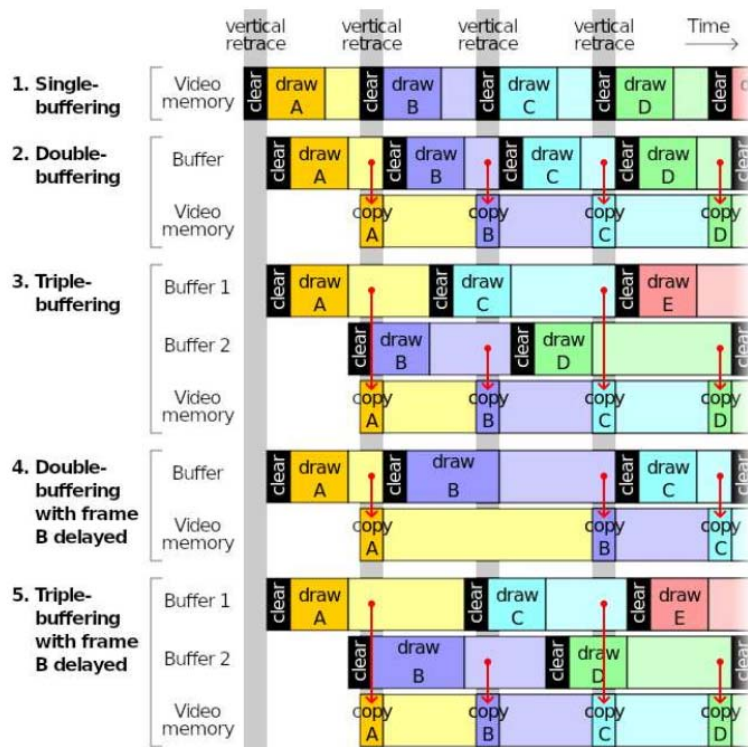 vertical retrace vertical retrace vertical retrace vertical retrace Time
1. Single-buffering
Video memory
clear draw A clear draw B clear draw C clear draw D clear
2. Double-buffering
Buffer
clear draw A clear draw B clear draw C clear draw D clear
Video memory
copy A copy B copy C copy D
3. Triple-buffering
Buffer 1
clear draw A clear draw C clear draw E
Buffer 2
clear draw B clear draw D clear
Video memory
copy A copy B copy C copy D
4. Double-buffering with frame B delayed
Buffer
clear draw A clear draw B clear draw C clear
Video memory
copy A copy B copy C
5. Triple-buffering with frame B delayed
Buffer 1
clear draw A clear draw C clear draw E
Buffer 2
clear draw B clear draw D clear
Video memory
copy A copy B copy C copy D